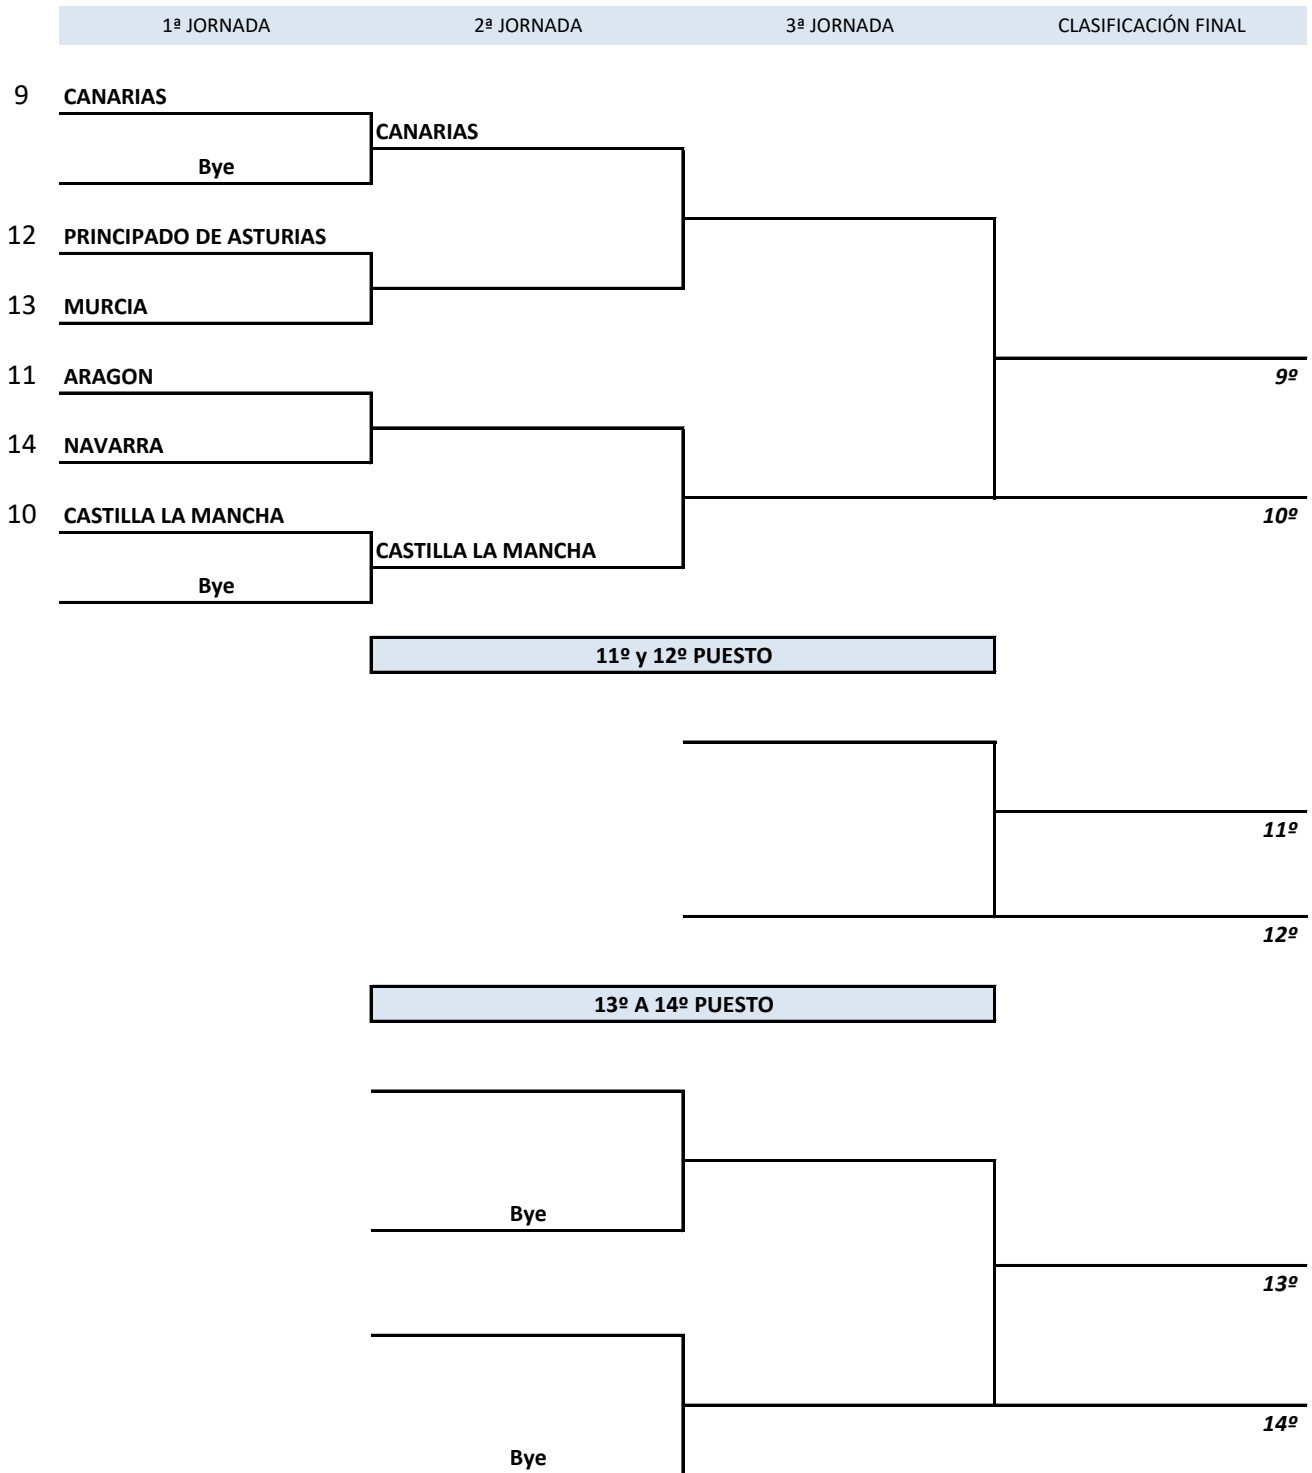 1ª JORNADA 2ª JORNADA 3ª JORNADA CLASIFICACIÓN FINAL
9 CANARIAS
CANARIAS
Bye
12 PRINCIPADO DE ASTURIAS
13 MURCIA
11 ARAGON
9º
14 NAVARRA
10 CASTILLA LA MANCHA
10º
CASTILLA LA MANCHA
Bye
11º y 12º PUESTO
11º
12º
13º A 14º PUESTO
Bye
13º
14º
Bye